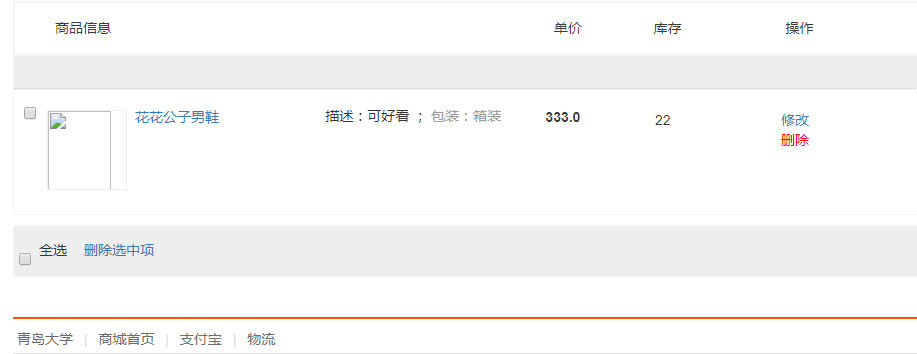 商品信息 单价 库存 操作
花花公子男鞋 描述：可好看 ； 包装：箱装 333.0 22 修改
删除
全选 删除选中项
青岛大学 | 商城首页 | 支付宝 | 物流